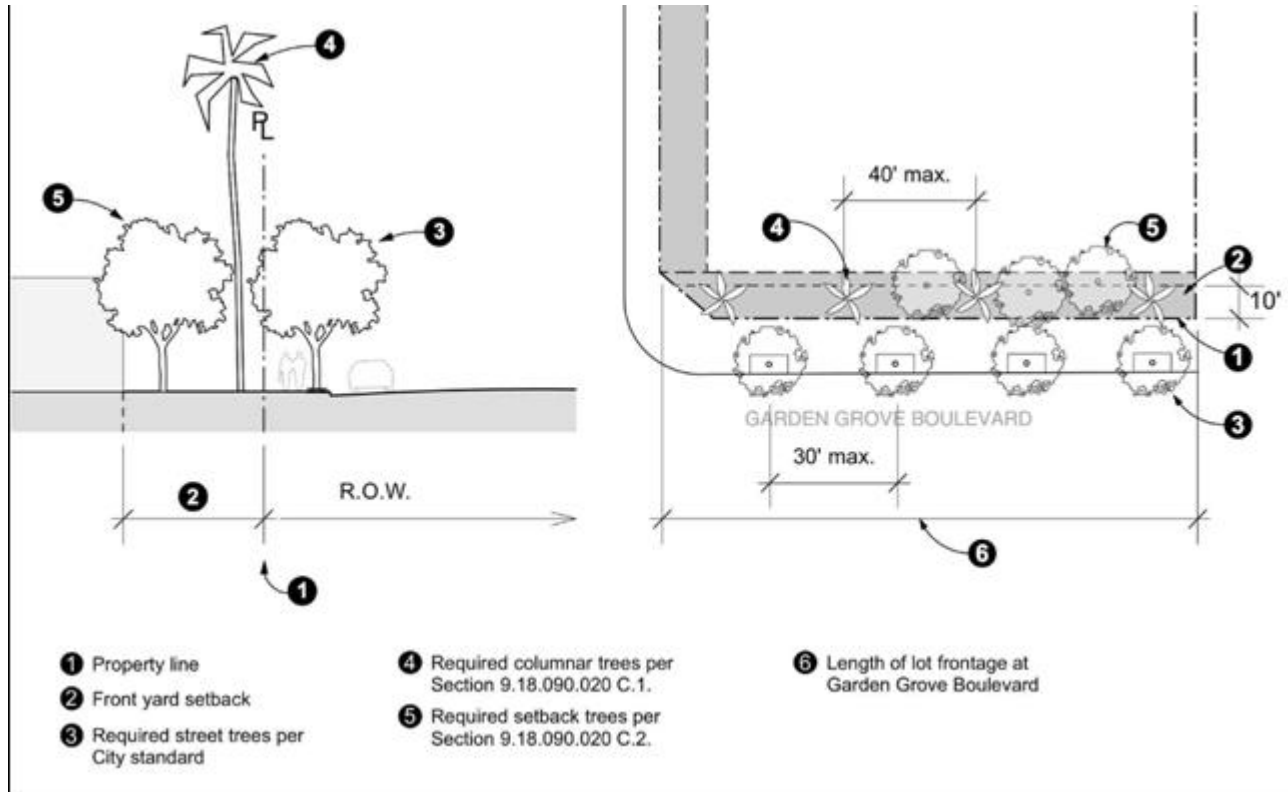 4
PL
5
3
2
R.O.W.
1
40' max.
4
5
2
10'
1
GARDEN GROVE BOULEVARD
3
30' max.
6
1 Property line
2 Front yard setback
3 Required street trees per
City standard
4 Required columnar trees per
Section 9.18.090.020 C.1.
5 Required setback trees per
Section 9.18.090.020 C.2.
6 Length of lot frontage at
Garden Grove Boulevard